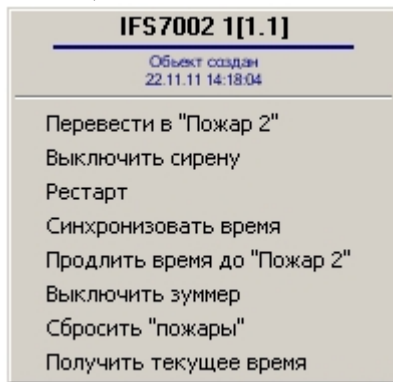 IFS7002 1[1.1]
Объект создан
22.11.11 14:18:04
Перевести в "Пожар 2"
Выключить сирену
Рестарт
Синхронизовать время
Продлить время до "Пожар 2"
Выключить зуммер
Сбросить "пожары"
Получить текущее время